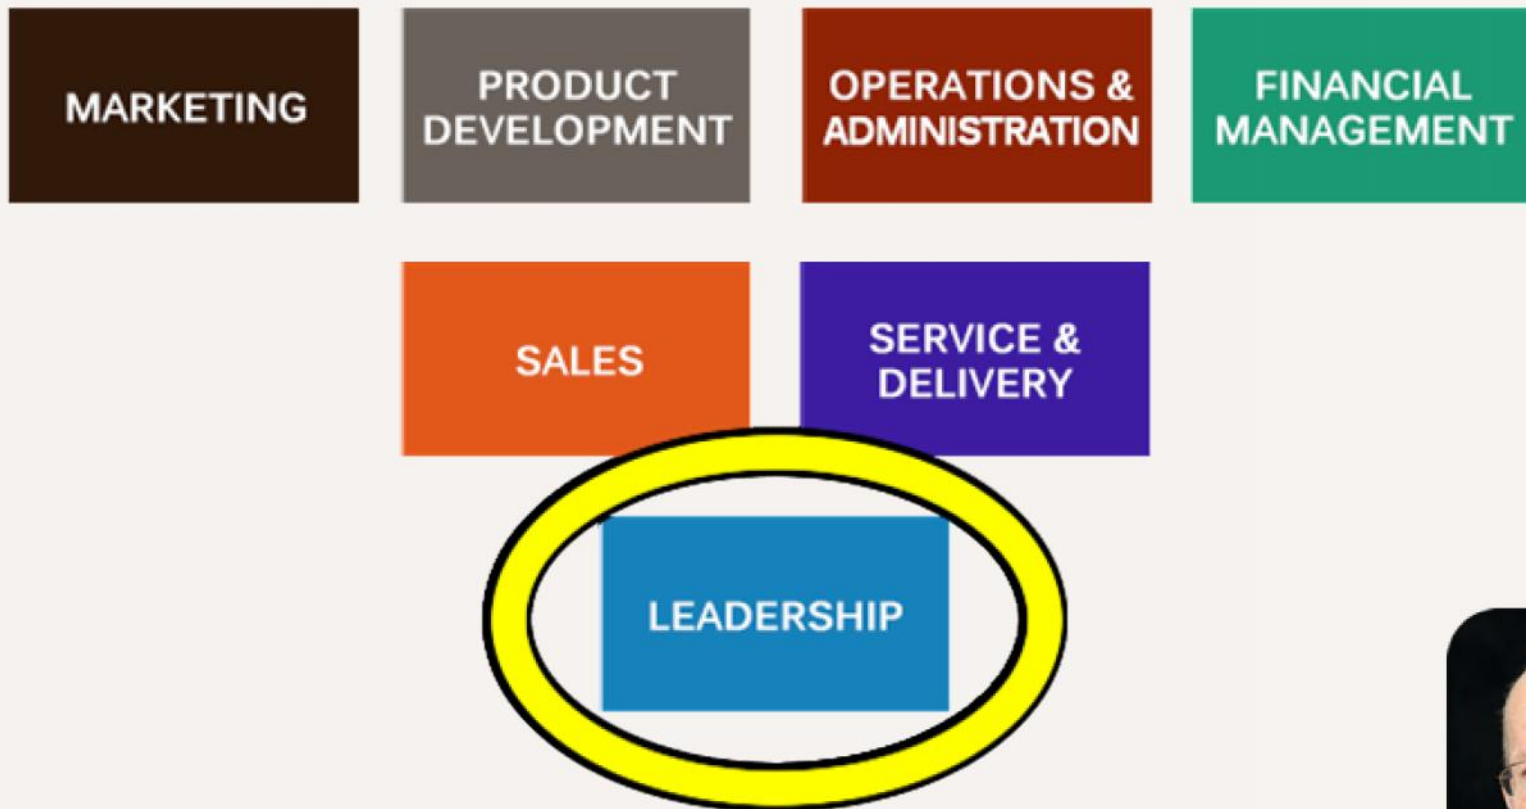 MARKETING
PRODUCT
DEVELOPMENT
OPERATIONS &
ADMINISTRATION
FINANCIAL
MANAGEMENT
SALES
SERVICE &
DELIVERY
LEADERSHIP